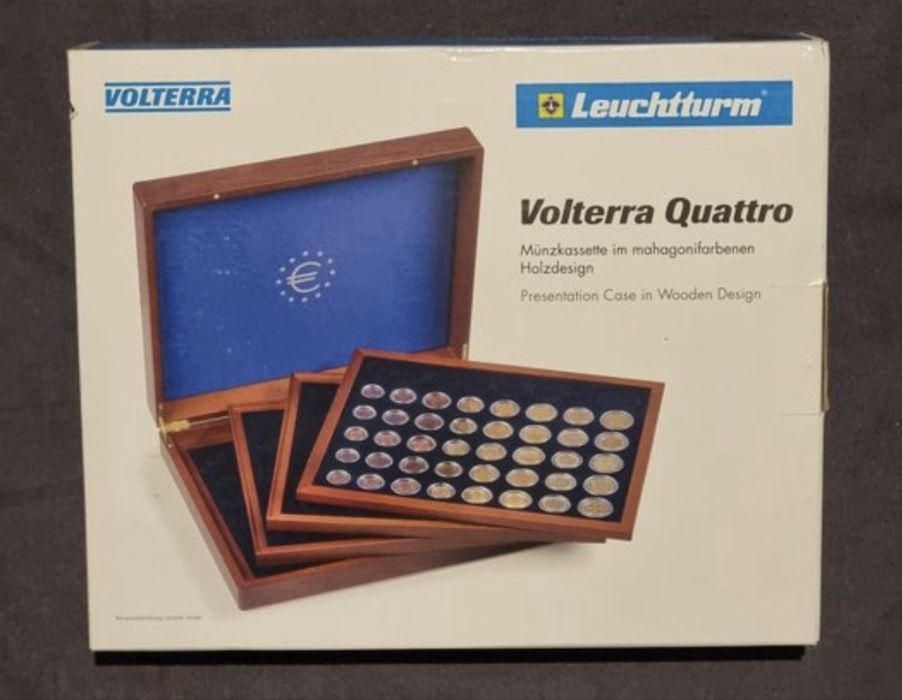 VOLTERRA
Leuchtturm®
Volterra Quattro
Münzkassette im mahagonifarbenen
Holzdesign
Presentation Case in Wooden Design